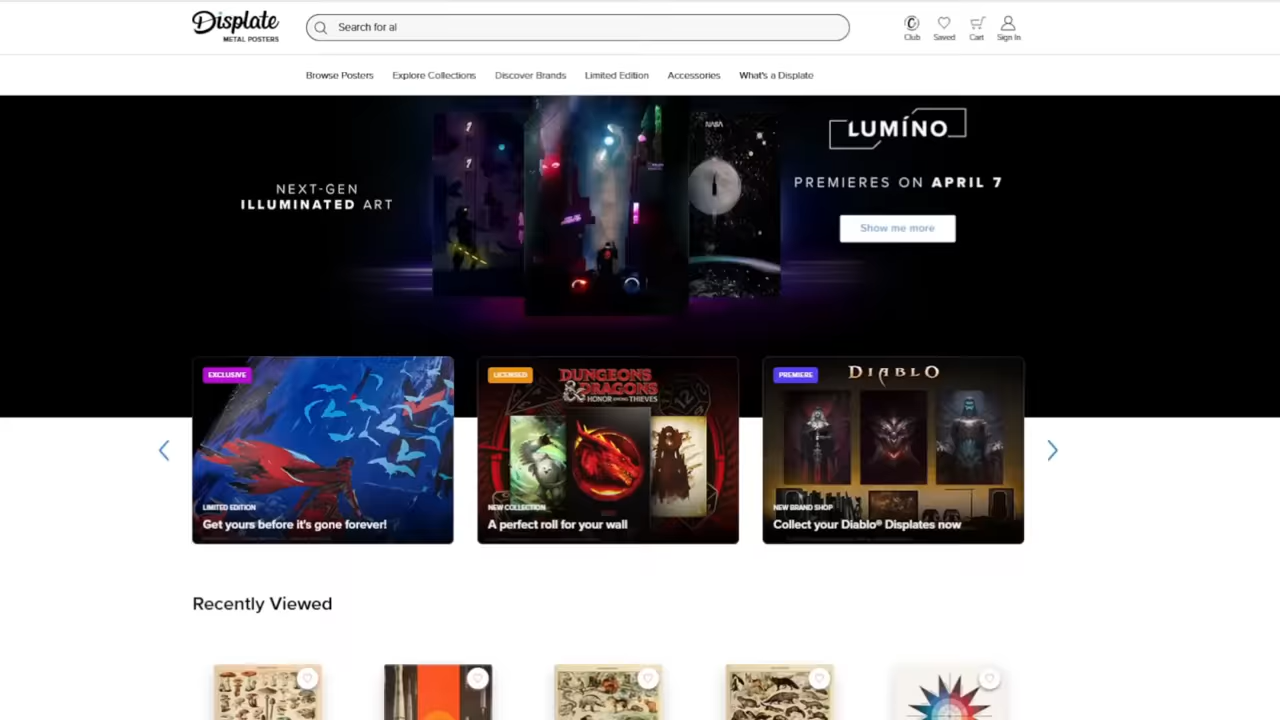 Displate
METAL POSTERS
Search for al
Club
Saved
Cart
Sign In
Browse Posters
Explore Collections
Discover Brands
Limited Edition
Accessories
What's a Displate
NEXT-GEN
ILLUMINATED ART
NASA
LUMÍNO
PREMIERES ON APRIL 7
Show me more
EXCLUSIVE
LIMITED EDITION
Get yours before it's gone forever!
LICENSED
DUNGEONS
& DRAGONS
HONOR AMONG THIEVES
NEW COLLECTION
A perfect roll for your wall
PREMIERE
DIABLO
NEW BRAND SHOP
Collect your Diablo® Displates now
Recently Viewed